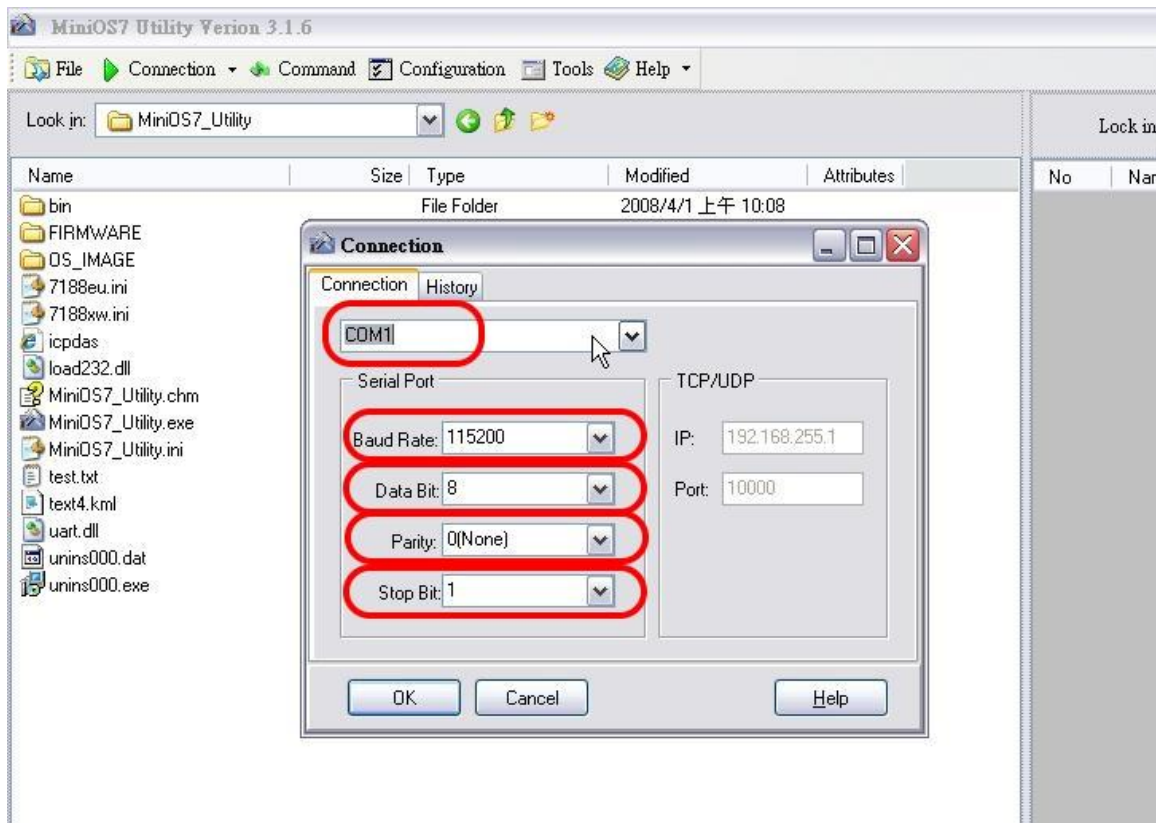 MiniOS7 Utility Verion 3.1.6
File Connection Command Configuration Tools Help
Look in: MiniOS7_Utility
Lock in
Name Size Type Modified Attributes
No Nar
bin File Folder 2008/4/1 上午 10:08
FIRMWARE
OS_IMAGE
7188eu.ini
7188xw.ini
icpdas
load232.dll
MiniOS7_Utility.chm
MiniOS7_Utility.exe
MiniOS7_Utility.ini
test.txt
text4.kml
uart.dll
unins000.dat
unins000.exe
Connection
Connection History
COM1
Serial Port
Baud Rate: 115200
Data Bit: 8
Parity: 0(None)
Stop Bit: 1
TCP/UDP
IP: 192.168.255.1
Port: 10000
OK Cancel Help